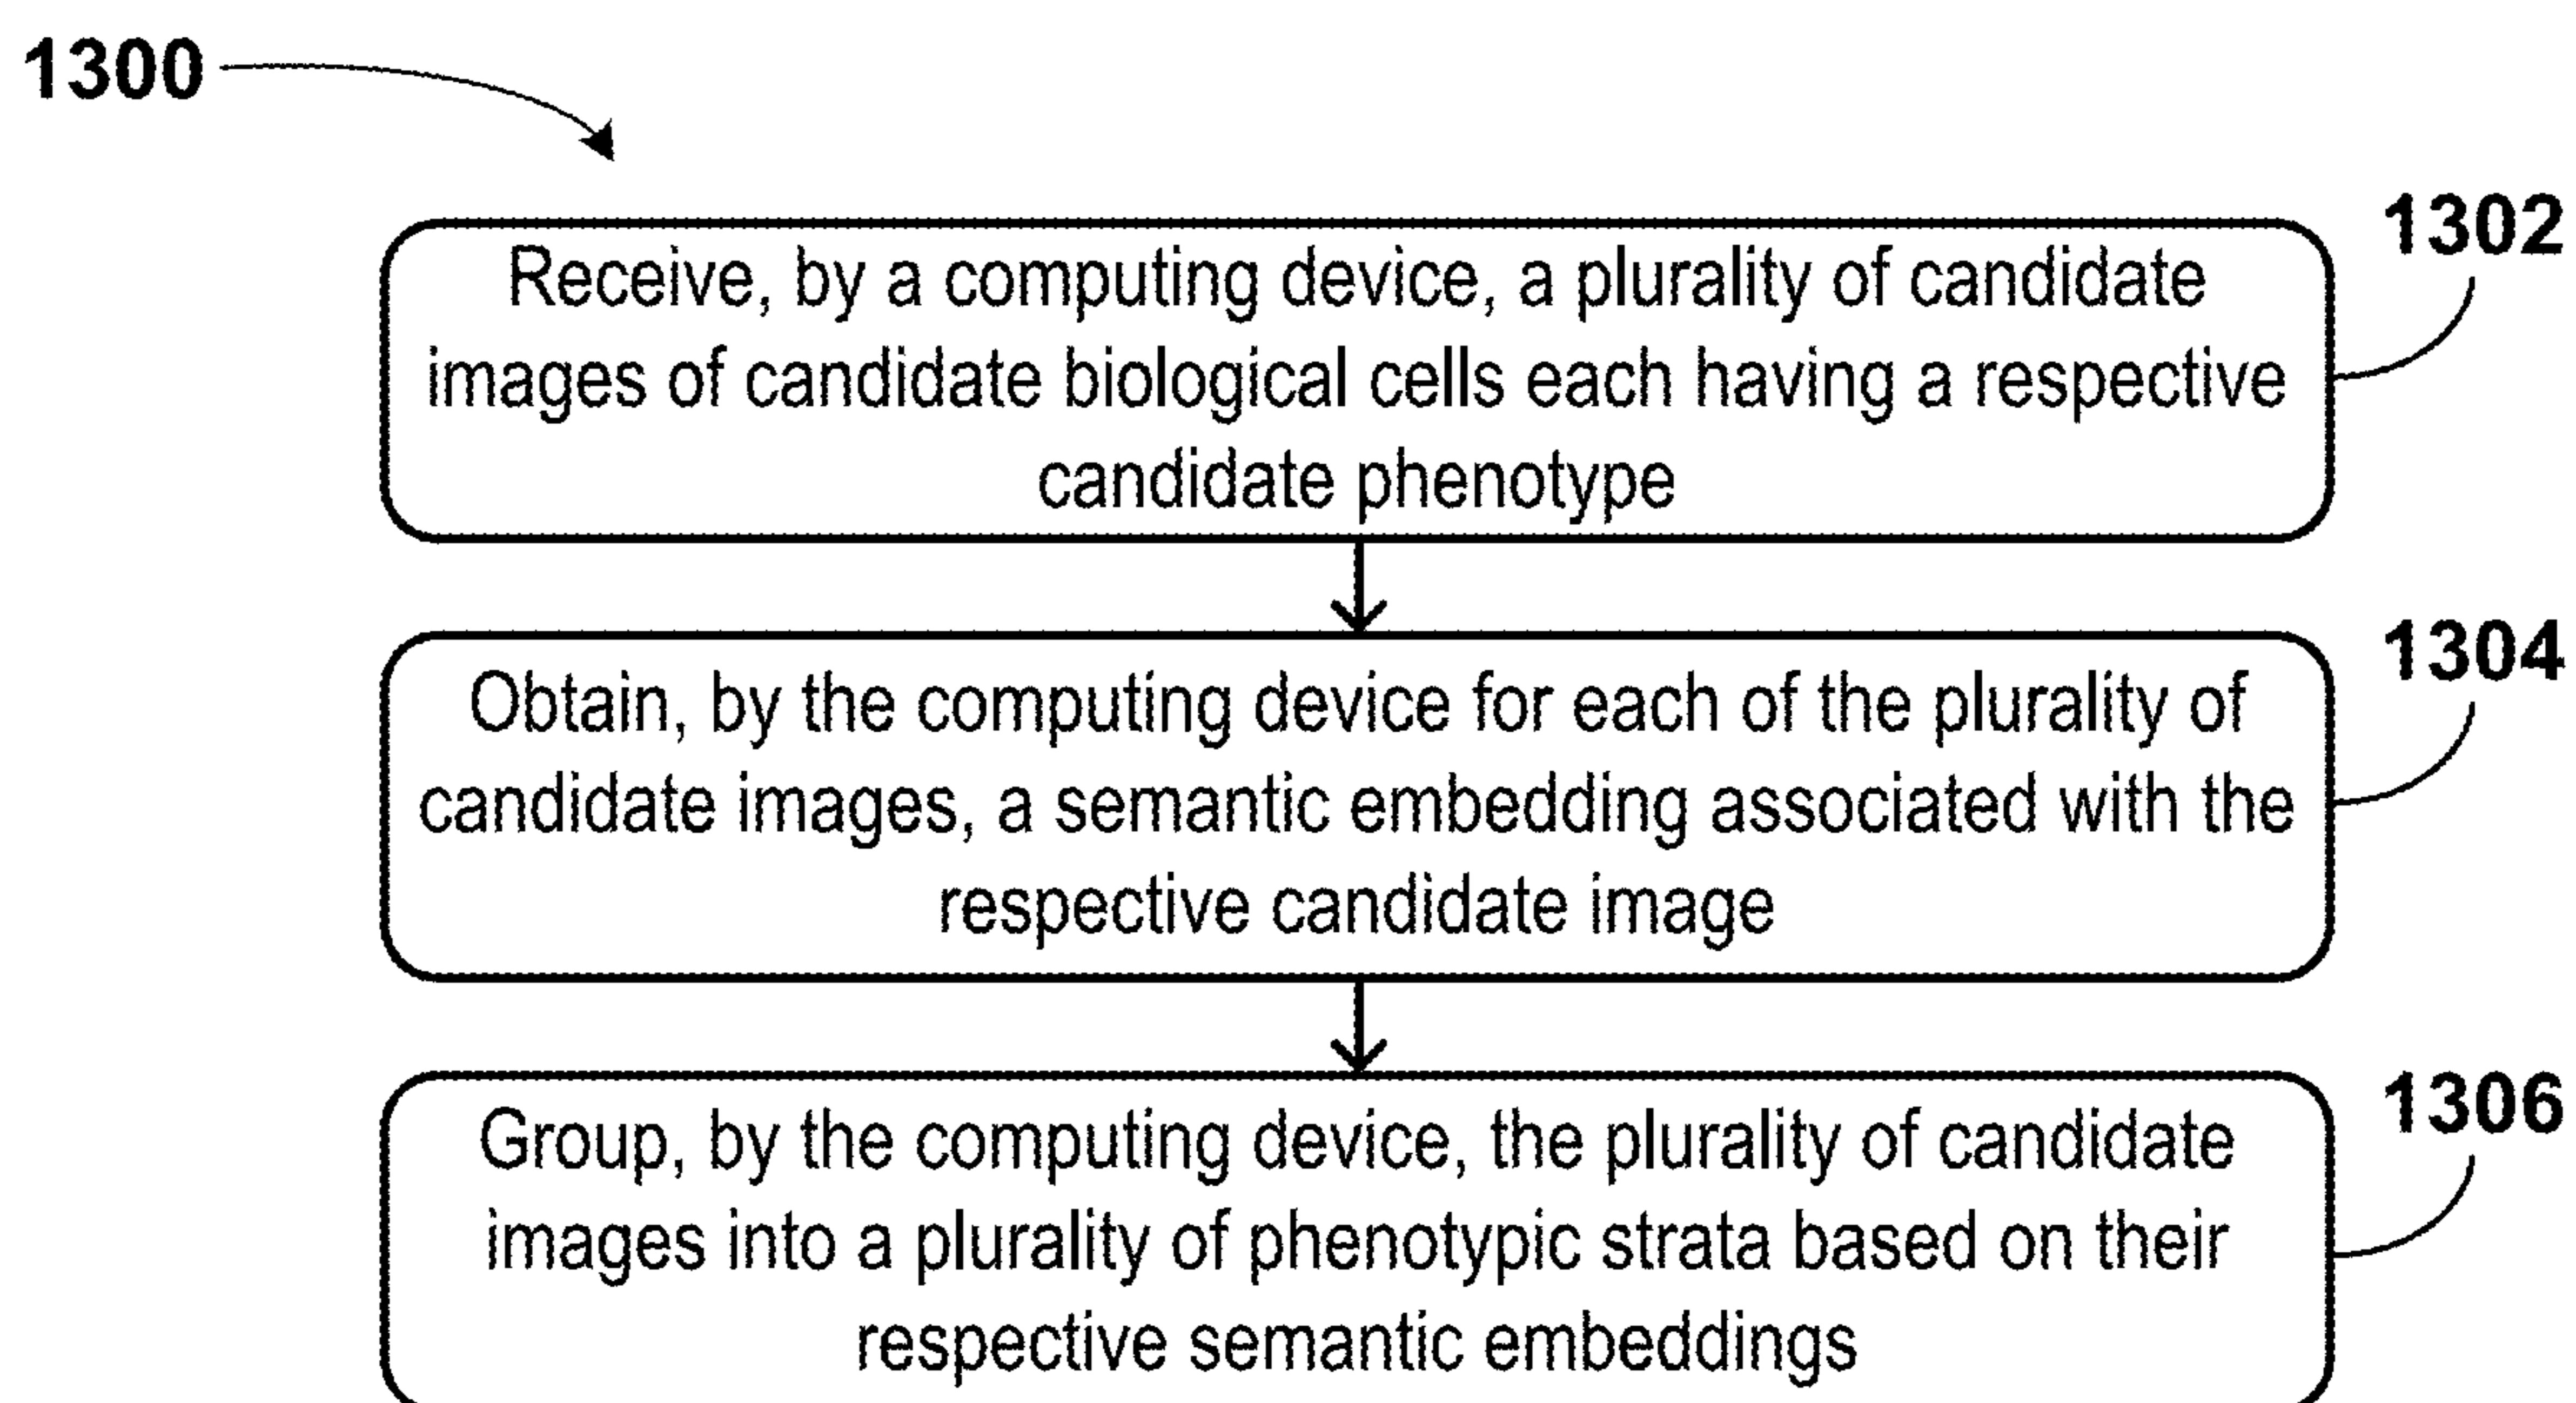 1300
1302
Receive, by a computing device, a plurality of candidate
images of candidate biological cells each having a respective
candidate phenotype
1304
Obtain, by the computing device for each of the plurality of
candidate images, a semantic embedding associated with the
respective candidate image
1306
Group, by the computing device, the plurality of candidate
images into a plurality of phenotypic strata based on their
respective semantic embeddings